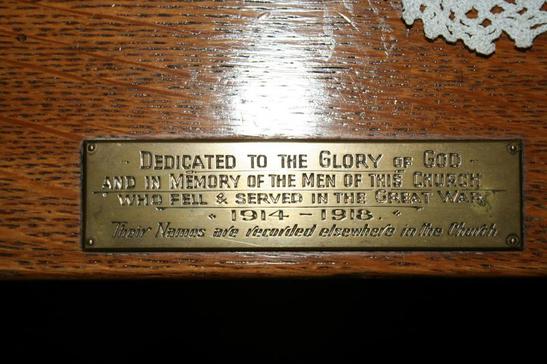 DEDICATED TO THE GLORY OF GOD
AND IN MEMORY OF THE MEN OF THIS CHURCH
WHO FELL & SERVED IN THE GREAT WAR
1914 - 1918.
Their Names are recorded elsewhere in the Church.